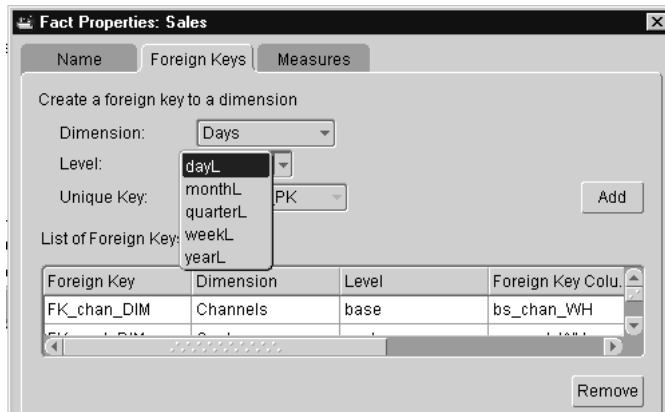 Fact Properties: Sales
Name Foreign Keys Measures
Create a foreign key to a dimension
Dimension: Days
Level: dayL
monthL
quarterL
weekL
yearL
Unique Key: PK Add
List of Foreign Keys
Foreign Key Dimension Level Foreign Key Colu.
FK_chan_DIM Channels base bs_chan_WH
Remove